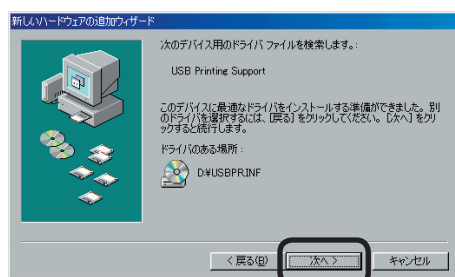 新しいハードウェアの追加ウィザード
次のデバイス用のドライバ ファイルを検索します。:
USB Printing Support
このデバイスに最適なドライバをインストールする準備ができました。別
のドライバを選択するには、[戻る] をクリックしてください。[次へ] をクリ
ックすると続行します。
ドライバのある場所 :
D:¥USBPR.INF
< 戻る(B)
次へ >
キャンセル